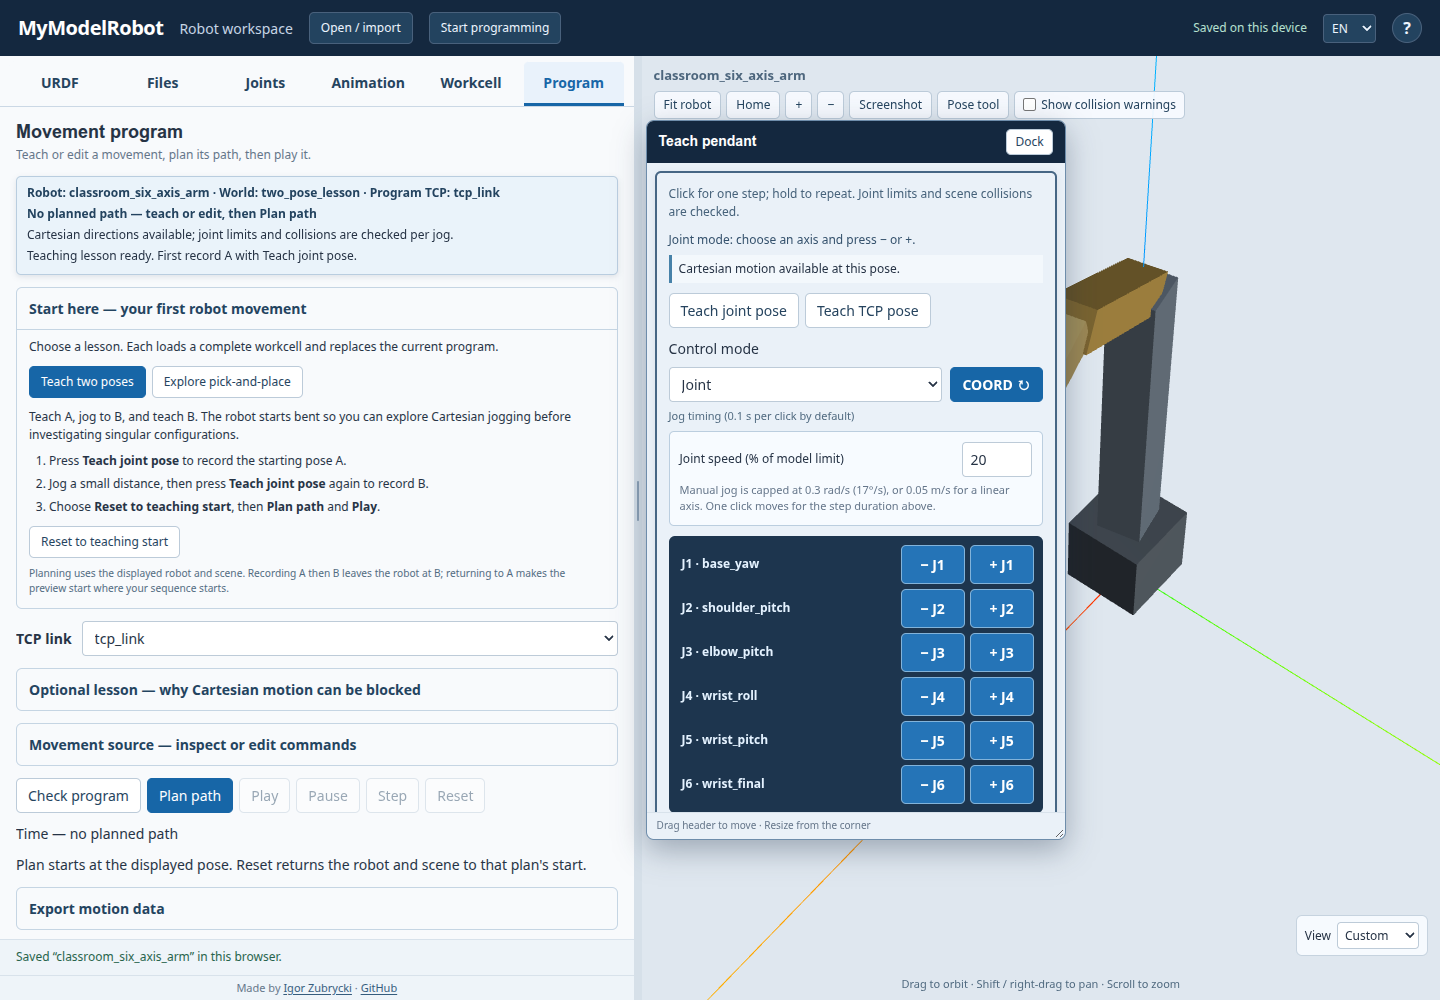 MyModelRobot
Robot workspace
Open / import
Start programming
Saved on this device
EN
?
URDF
Files
Joints
Animation
Workcell
Program
Movement program
Teach or edit a movement, plan its path, then play it.
Robot: classroom_six_axis_arm · World: two_pose_lesson · Program TCP: tcp_link
No planned path — teach or edit, then Plan path
Cartesian directions available; joint limits and collisions are checked per jog.
Teaching lesson ready. First record A with Teach joint pose.
Start here — your first robot movement
Choose a lesson. Each loads a complete workcell and replaces the current program.
Teach two poses
Explore pick-and-place
Teach A, jog to B, and teach B. The robot starts bent so you can explore Cartesian jogging before
investigating singular configurations.
1. Press Teach joint pose to record the starting pose A.
2. Jog a small distance, then press Teach joint pose again to record B.
3. Choose Reset to teaching start, then Plan path and Play.
Reset to teaching start
Planning uses the displayed robot and scene. Recording A then B leaves the robot at B; returning to A makes the
preview start where your sequence starts.
TCP link
tcp_link
Optional lesson — why Cartesian motion can be blocked
Movement source — inspect or edit commands
Check program
Plan path
Play
Pause
Step
Reset
Time — no planned path
Plan starts at the displayed pose. Reset returns the robot and scene to that plan's start.
Export motion data
Saved “classroom_six_axis_arm” in this browser.
Made by Igor Zubrycki · GitHub
classroom_six_axis_arm
Fit robot
Home
+
−
Screenshot
Pose tool
Show collision warnings
Teach pendant
Dock
Click for one step; hold to repeat. Joint limits and scene collisions
are checked.
Joint mode: choose an axis and press − or +.
Cartesian motion available at this pose.
Teach joint pose
Teach TCP pose
Control mode
Joint
COORD ↻
Jog timing (0.1 s per click by default)
Joint speed (% of model limit)
20
Manual jog is capped at 0.3 rad/s (17°/s), or 0.05 m/s for a linear
axis. One click moves for the step duration above.
J1 · base_yaw
− J1
+ J1
J2 · shoulder_pitch
− J2
+ J2
J3 · elbow_pitch
− J3
+ J3
J4 · wrist_roll
− J4
+ J4
J5 · wrist_pitch
− J5
+ J5
J6 · wrist_final
− J6
+ J6
Drag header to move · Resize from the corner
View
Custom
Drag to orbit · Shift / right-drag to pan · Scroll to zoom